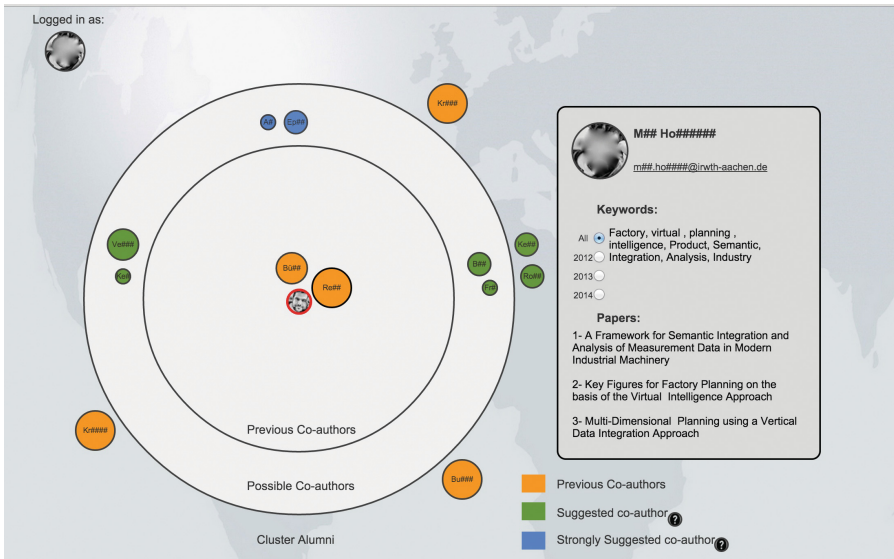 Logged in as:
Kr###
A#
Ep##
M## Ho######
m##.ho####@irwth-aachen.de
Keywords:
All
Factory, virtual , planning ,
intelligence, Product, Semantic,
Integration, Analysis, Industry
2012
2013
2014
Papers:
1- A Framework for Semantic Integration and
Analysis of Measurement Data in Modern
Industrial Machinery
2- Key Figures for Factory Planning on the
basis of the Virtual Intelligence Approach
3- Multi-Dimensional Planning using a Vertical
Data Integration Approach
Ve###
Ke#
Bü##
Re##
B##
Fr#
Ke##
Ro##
Kr####
Bu###
Previous Co-authors
Possible Co-authors
Cluster Alumni
Previous Co-authors
Suggested co-author ?
Strongly Suggested co-author ?